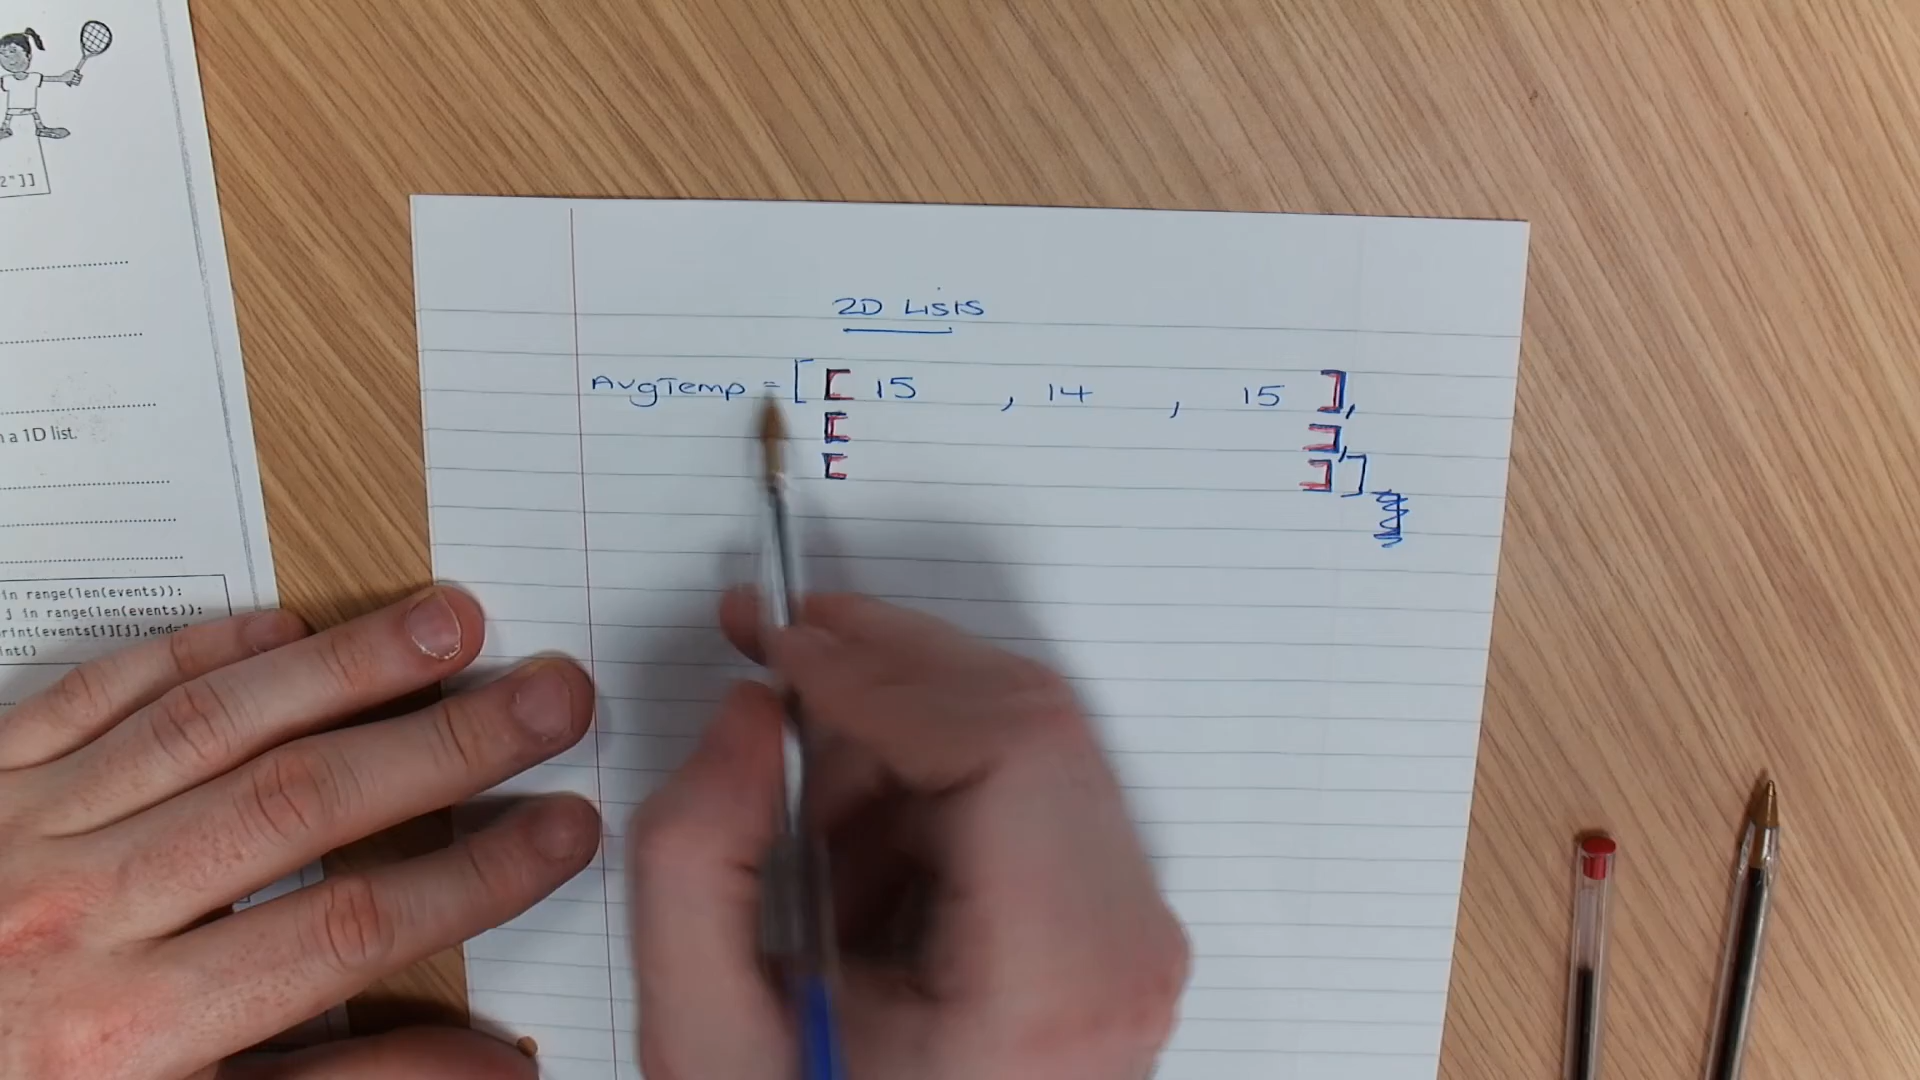 2"]]
n a 1D list.
in range(len(events)):
j in range(len(events)):
rint(events[i][j],end="
int()
2D Lists
AvgTemp = [ [ 15 , 14 , 15 ],
[ ],
[ ] ]